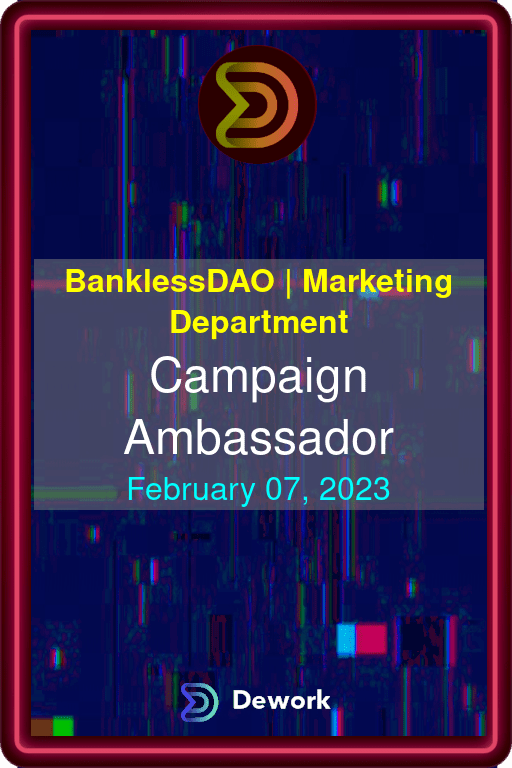 BanklessDAO | Marketing
Department
Campaign
Ambassador
February 07, 2023
Dework